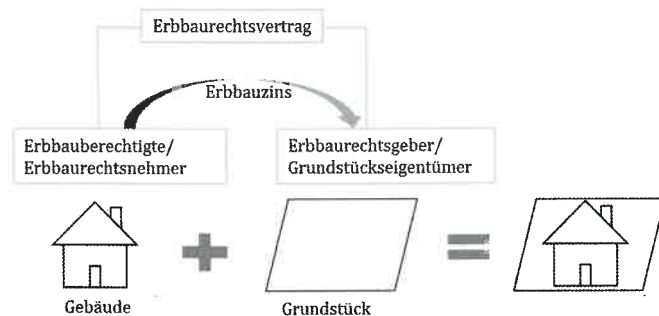 Erbbaurechtsvertrag
Erbbauzins
Erbbauberechtigte/
Erbbaurechtsnehmer
Erbbaurechtsgeber/
Grundstückseigentümer
Gebäude
Grundstück